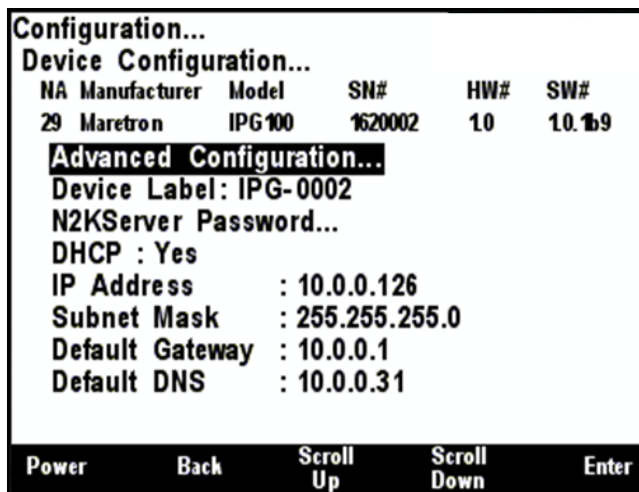 Configuration...
Device Configuration...
NA Manufacturer Model SN# HW# SW#
29 Maretron IPG100 1620002 1.0 1.0.1b9
Advanced Configuration...
Device Label: IPG-0002
N2KServer Password...
DHCP : Yes
IP Address : 10.0.0.126
Subnet Mask : 255.255.255.0
Default Gateway : 10.0.0.1
Default DNS : 10.0.0.31
Power Back Scroll Up Scroll Down Enter